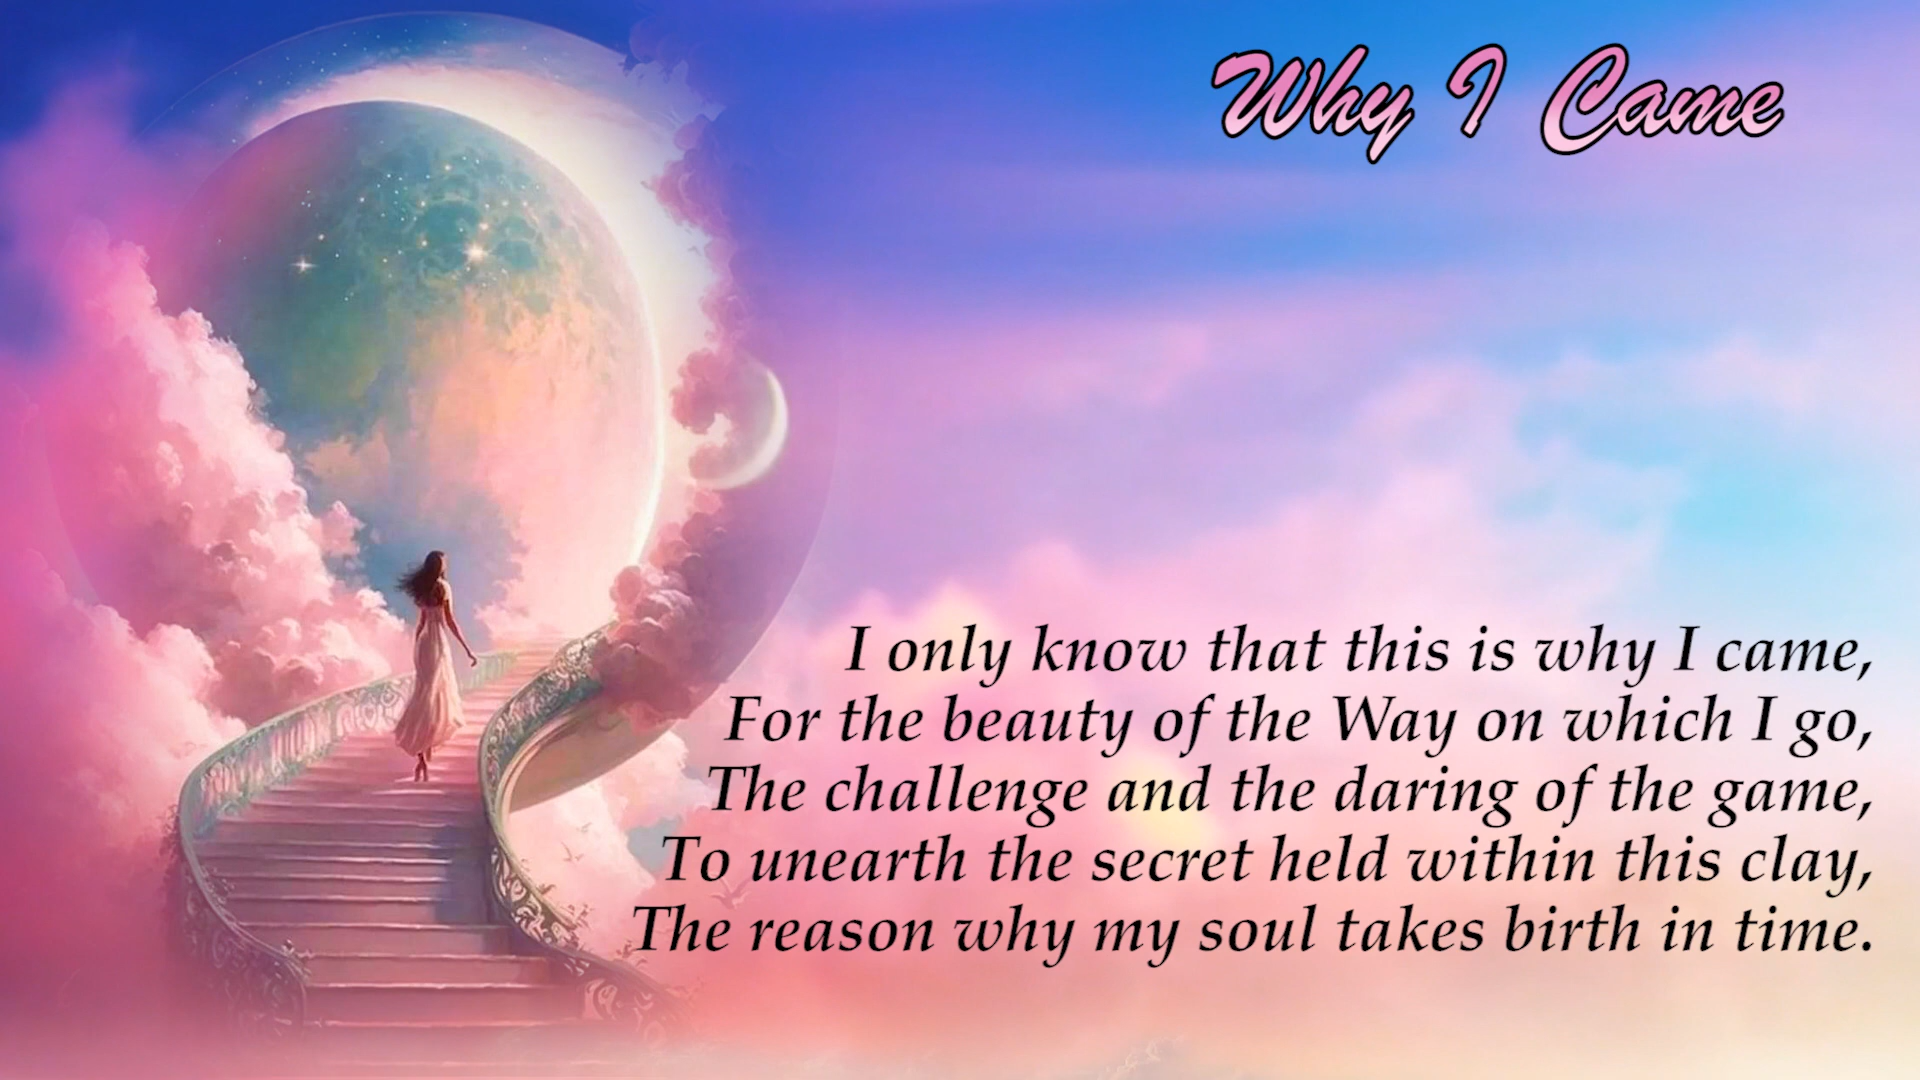 Why I Came
I only know that this is why I came,
For the beauty of the Way on which I go,
The challenge and the daring of the game,
To unearth the secret held within this clay,
The reason why my soul takes birth in time.